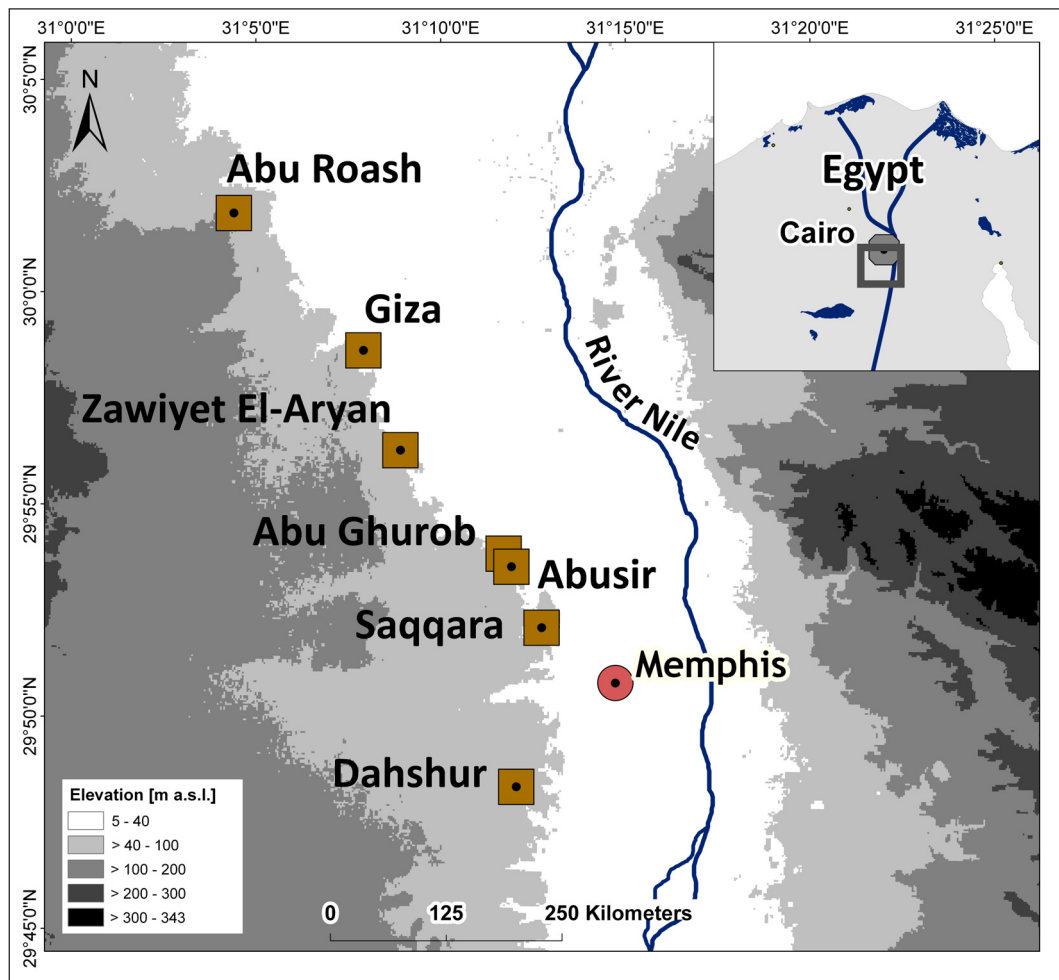 31°0'0"E 31°5'0"E 31°10'0"E 31°15'0"E 31°20'0"E 31°25'0"E
30°5'0"N
30°0'0"N
29°55'0"N
29°50'0"N
29°45'0"N
N
Abu Roash
Giza
Zawiyet El-Aryan
Abu Ghurob
Abusir
Saqqara
Memphis
Dahshur
River Nile
Egypt
Cairo
Elevation [m a.s.l.]
5 - 40
> 40 - 100
> 100 - 200
> 200 - 300
> 300 - 343
0 125 250 Kilometers